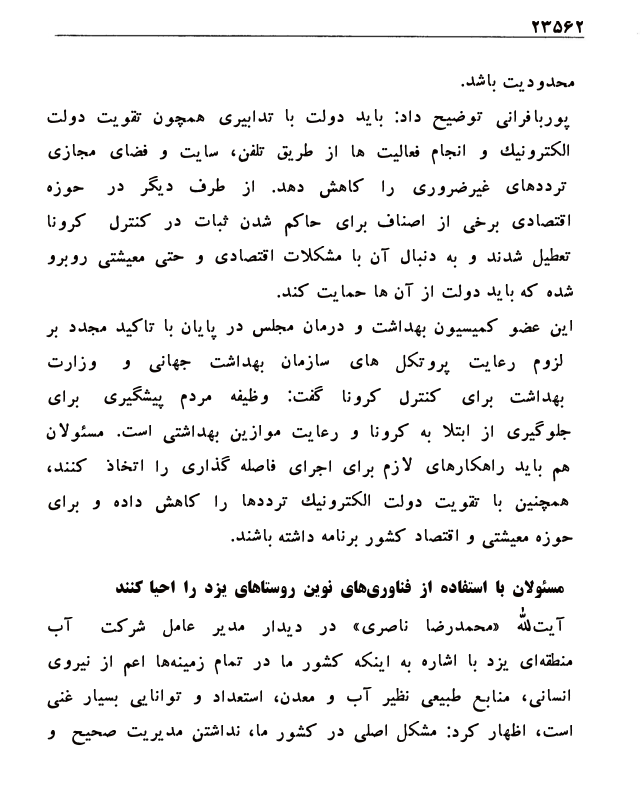 ۲۳۵۶۲
محدودیت باشد.
پوربافرانی توضیح داد: باید دولت با تدابیری همچون تقویت دولت
الکترونیك و انجام فعالیت ها از طریق تلفن، سایت و فضای مجازی
ترددهای غیرضروری را کاهش دهد. از طرف دیگر در حوزه
اقتصادی برخی از اصناف برای حاکم شدن ثبات در کنترل کرونا
تعطیل شدند و به دنبال آن با مشکلات اقتصادی و حتی معیشتی روبرو
شده که باید دولت از آن ها حمایت کند.
این عضو کمیسیون بهداشت و درمان مجلس در پایان با تاکید مجدد بر
لزوم رعایت پروتکل های سازمان بهداشت جهانی و وزارت
بهداشت برای کنترل کرونا گفت: وظیفه مردم پیشگیری برای
جلوگیری از ابتلا به کرونا و رعایت موازین بهداشتی است. مسئولان
هم باید راهکارهای لازم برای اجرای فاصله گذاری را اتخاذ کنند،
همچنین با تقویت دولت الکترونیك ترددها را کاهش داده و برای
حوزه معیشتی و اقتصاد کشور برنامه داشته باشند.
مسئولان با استفاده از فناوری‌های نوین روستاهای یزد را احیا کنند
آیت‌الله «محمدرضا ناصری» در دیدار مدیر عامل شرکت آب
منطقه‌ای یزد با اشاره به اینکه کشور ما در تمام زمینه‌ها اعم از نیروی
انسانی، منابع طبیعی نظیر آب و معدن، استعداد و توانایی بسیار غنی
است، اظهار کرد: مشکل اصلی در کشور ما، نداشتن مدیریت صحیح و